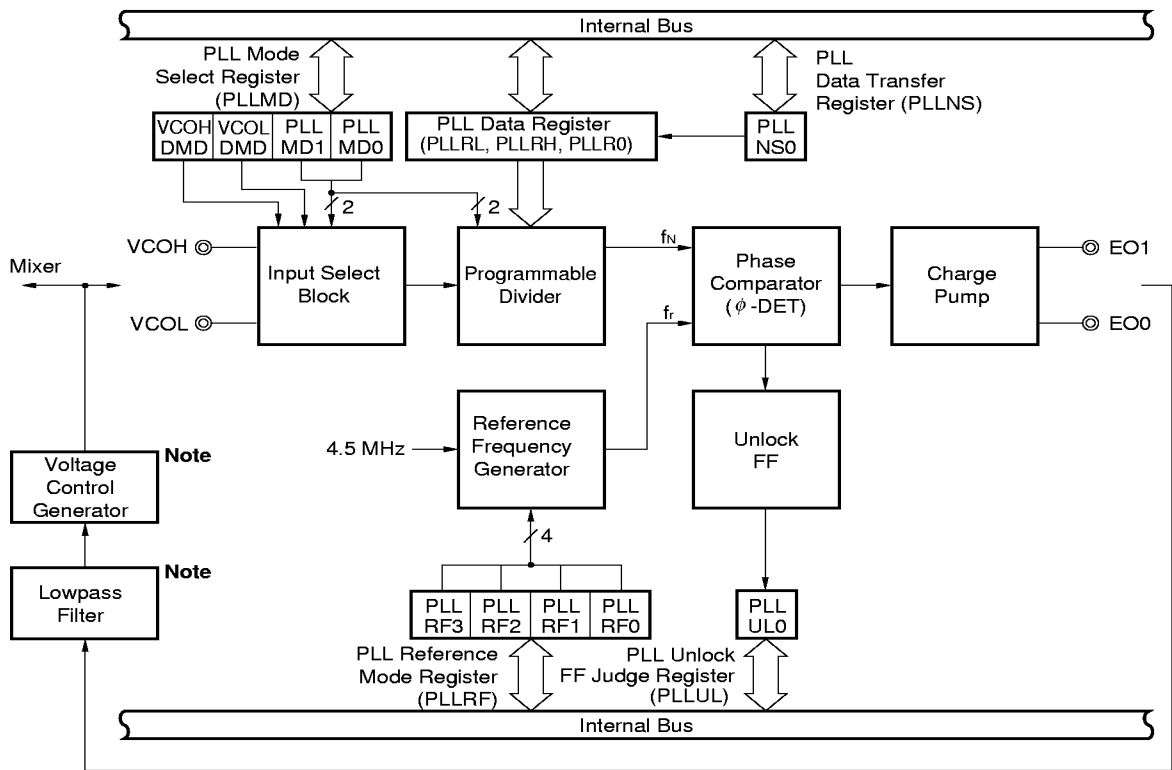 Internal Bus
PLL Mode
Select Register
(PLLMD)
PLL
Data Transfer
Register (PLLNS)
VCOH
DMD
VCOL
DMD
PLL
MD1
PLL
MD0
PLL Data Register
(PLLRL, PLLRH, PLLR0)
PLL
NS0
2
2
VCOH
VCOL
Mixer
Input Select
Block
Programmable
Divider
fN
fr
Phase
Comparator
(ϕ-DET)
Charge
Pump
EO1
EO0
4.5 MHz
Reference
Frequency
Generator
Unlock
FF
Voltage
Control
Generator
Note
Lowpass
Filter
Note
4
PLL
RF3
PLL
RF2
PLL
RF1
PLL
RF0
PLL
UL0
PLL Reference
Mode Register
(PLLRF)
PLL Unlock
FF Judge Register
(PLLUL)
Internal Bus